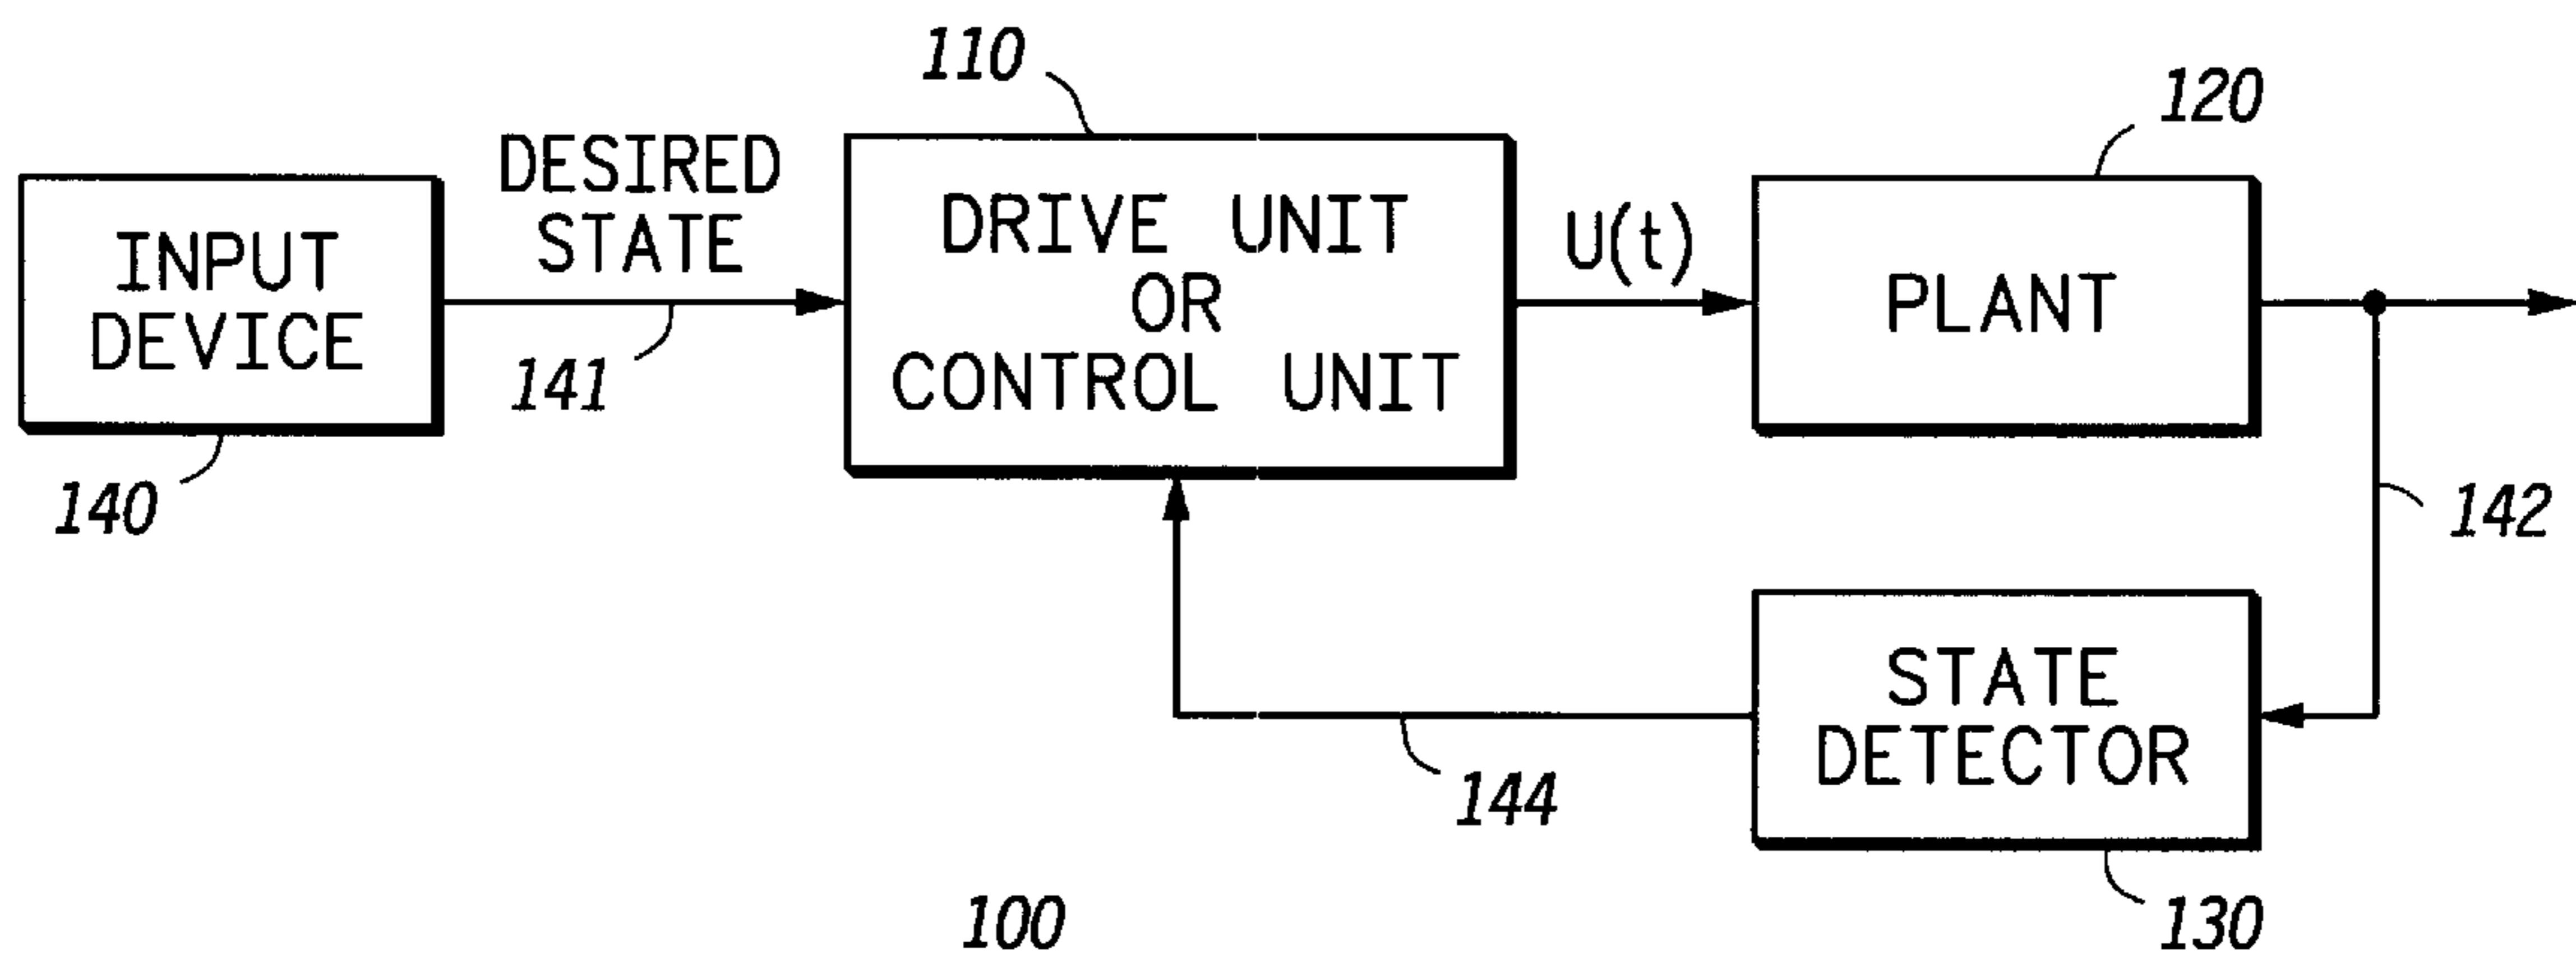 110
120
DESIRED
STATE
INPUT
DEVICE
DRIVE UNIT
OR
CONTROL UNIT
U(t)
PLANT
141
140
142
STATE
DETECTOR
144
130
100